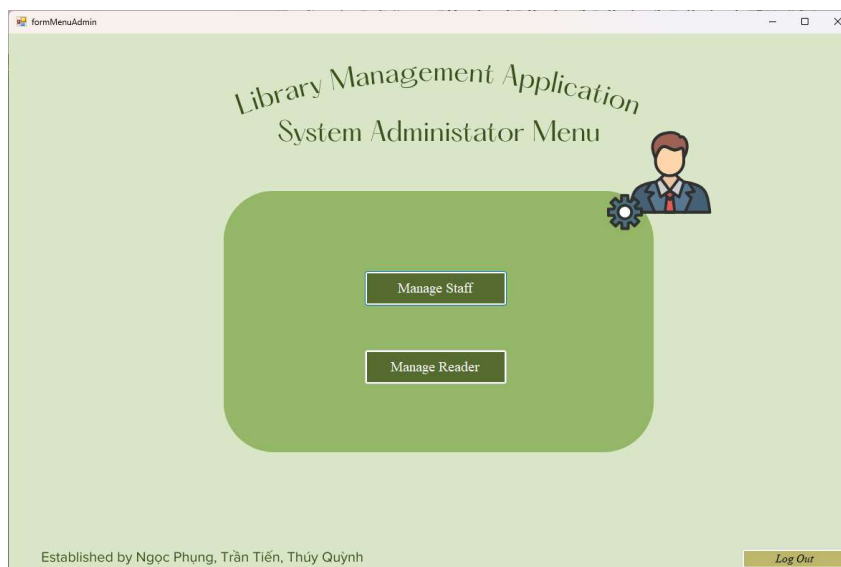 formMenuAdmin
Library Management Application
System Administator Menu
Manage Staff
Manage Reader
Established by Ngọc Phụng, Trần Tiến, Thúy Quỳnh
Log Out